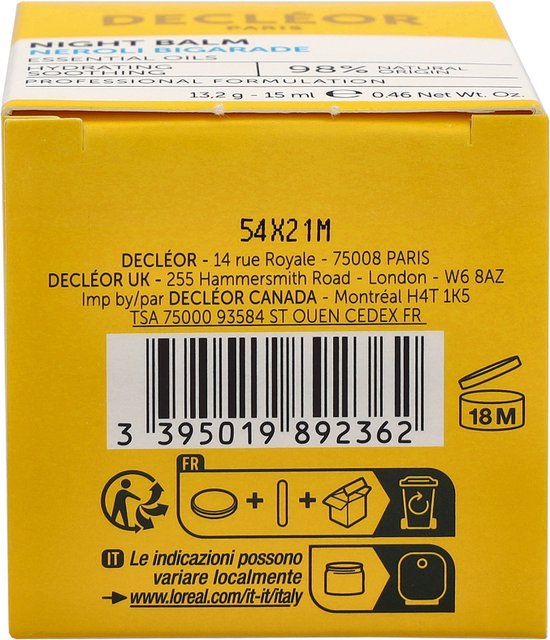 DECLÉOR
PARIS
NIGHT BALM
NEROLI BIGARADE
ESSENTIAL OILS
HYDRATING
SOOTHING
98% NATURAL
ORIGIN
PROFESSIONAL FORMULATION
13,2 g - 15 ml ℮ 0.46 Net Wt. Oz.
54X21M
DECLÉOR - 14 rue Royale - 75008 PARIS
DECLÉOR UK - 255 Hammersmith Road - London - W6 8AZ
Imp by/par DECLÉOR CANADA - Montréal H4T 1K5
TSA 75000 93584 ST OUEN CEDEX FR
3 395019 892362
18 M
FR
+ +
IT Le indicazioni possono
variare localmente
www.loreal.com/it-it/italy